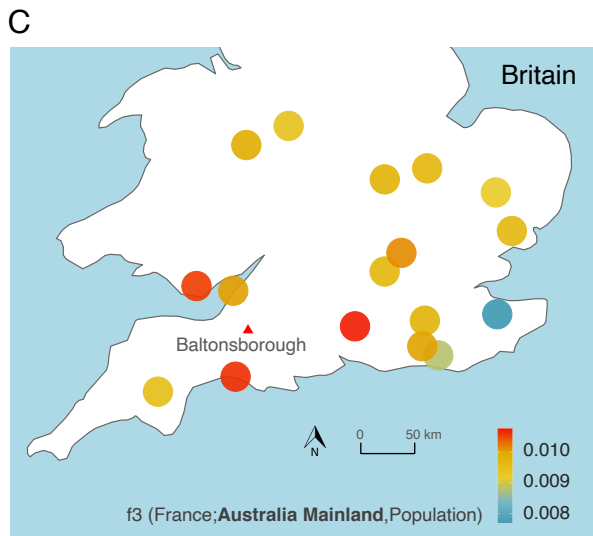 C
Britain
Baltonsborough
N
0 50 km
0.010
0.009
0.008
f3 (France;Australia Mainland,Population)